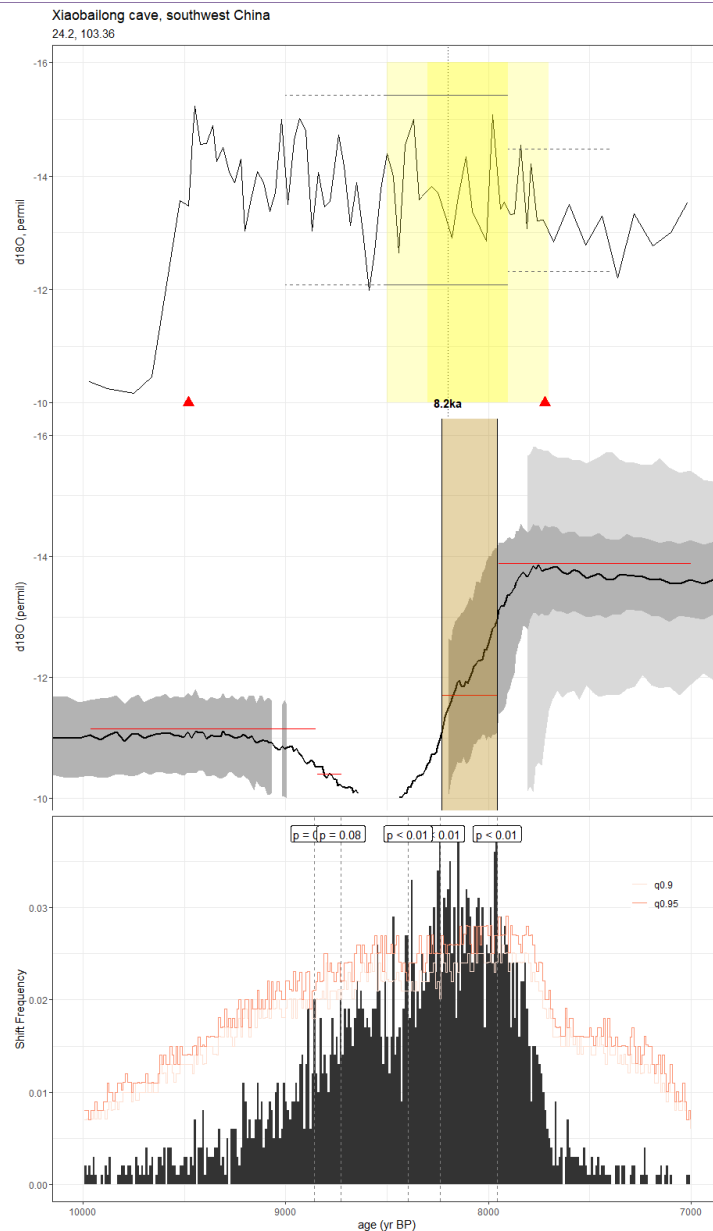 Xiaobailong cave, southwest China
24.2, 103.36
-16
-14
-12
-10
d18O, permil
8.2ka
-16
-14
-12
-10
d18O (permil)
p = p = 0.08 p < 0.01 0.01 p < 0.01
q0.9
q0.95
0.03
0.02
0.01
0.00
Shift Frequency
10000 9000 8000 7000
age (yr BP)